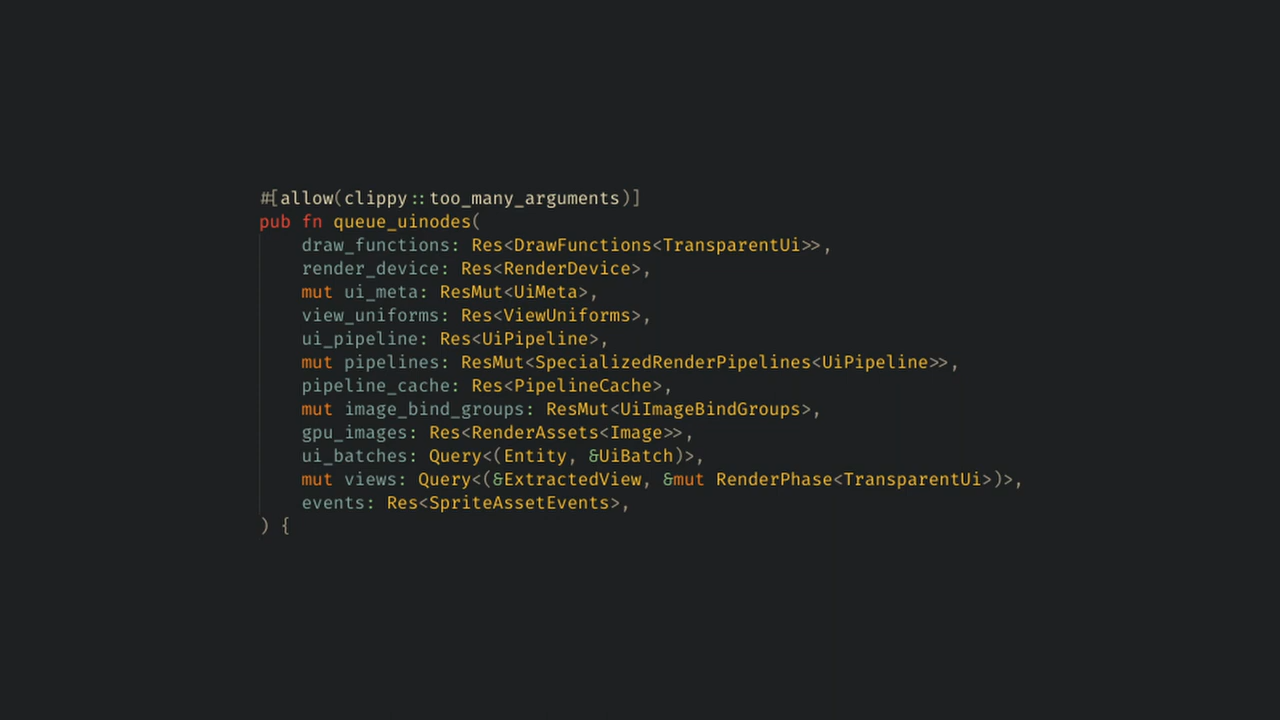 #[allow(clippy::too_many_arguments)]
pub fn queue_uinodes(
    draw_functions: Res<DrawFunctions<TransparentUi>>,
    render_device: Res<RenderDevice>,
    mut ui_meta: ResMut<UiMeta>,
    view_uniforms: Res<ViewUniforms>,
    ui_pipeline: Res<UiPipeline>,
    mut pipelines: ResMut<SpecializedRenderPipelines<UiPipeline>>,
    pipeline_cache: Res<PipelineCache>,
    mut image_bind_groups: ResMut<UiImageBindGroups>,
    gpu_images: Res<RenderAssets<Image>>,
    ui_batches: Query<(Entity, &UiBatch)>,
    mut views: Query<(&ExtractedView, &mut RenderPhase<TransparentUi>)>,
    events: Res<SpriteAssetEvents>,
) {